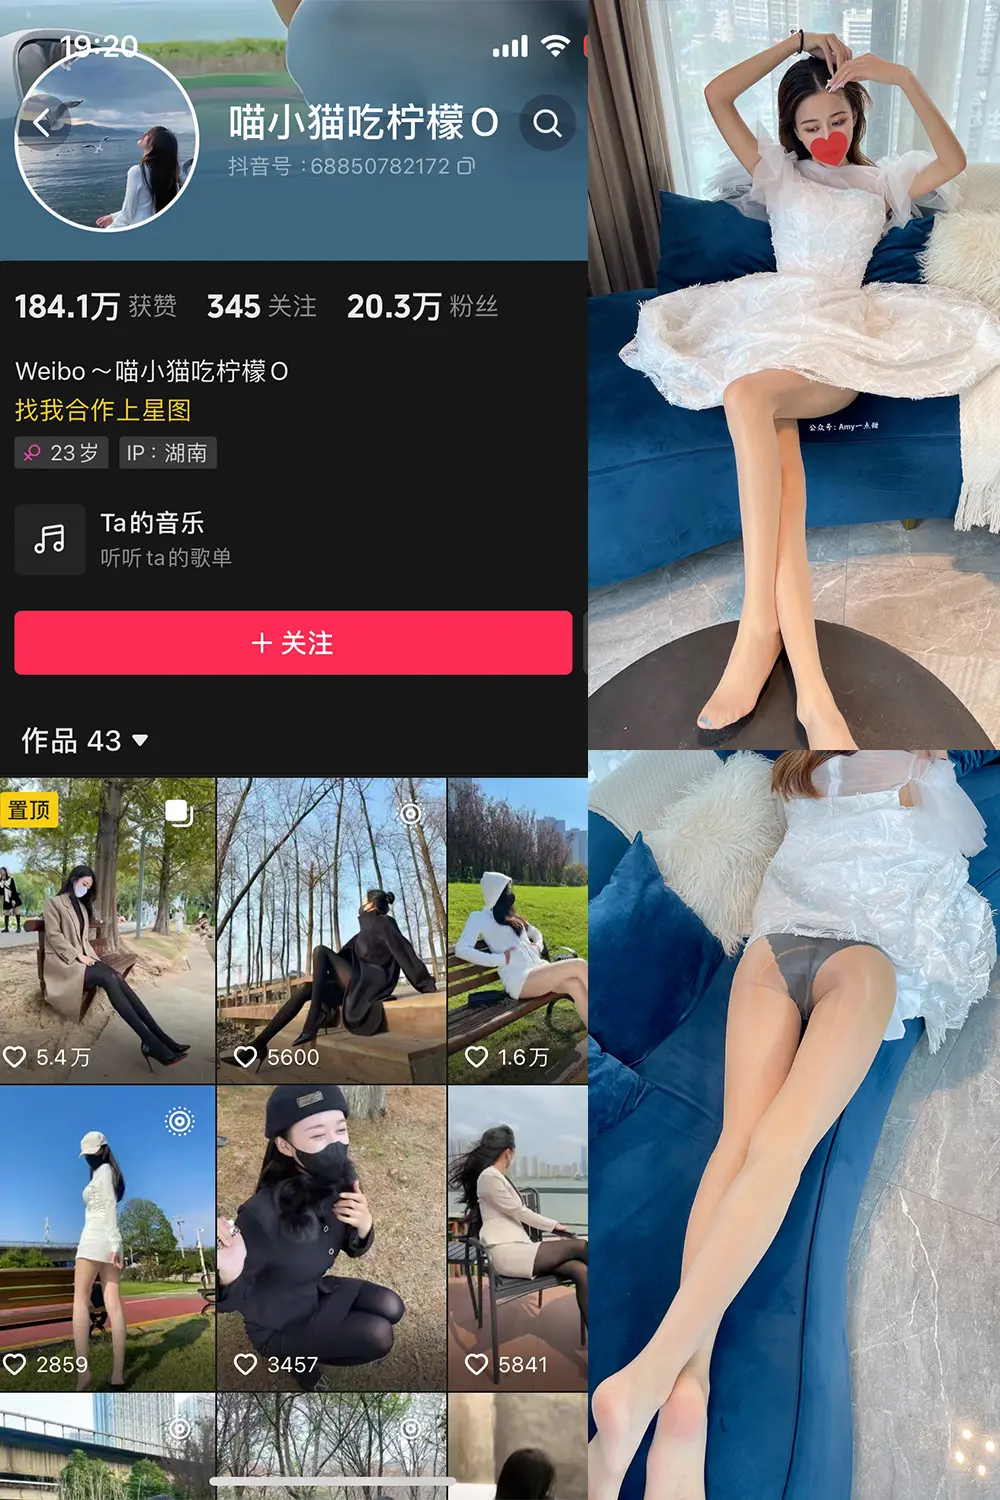 19:20
喵小猫吃柠檬O
抖音号：68850782172
184.1万 获赞 345 关注 20.3万 粉丝
Weibo～喵小猫吃柠檬O
找我合作上星图
23岁 IP：湖南
Ta的音乐
听听ta的歌单
+ 关注
作品 43
置顶
5.4万
5600
1.6万
2859
3457
5841
公众号：Amy一点甜